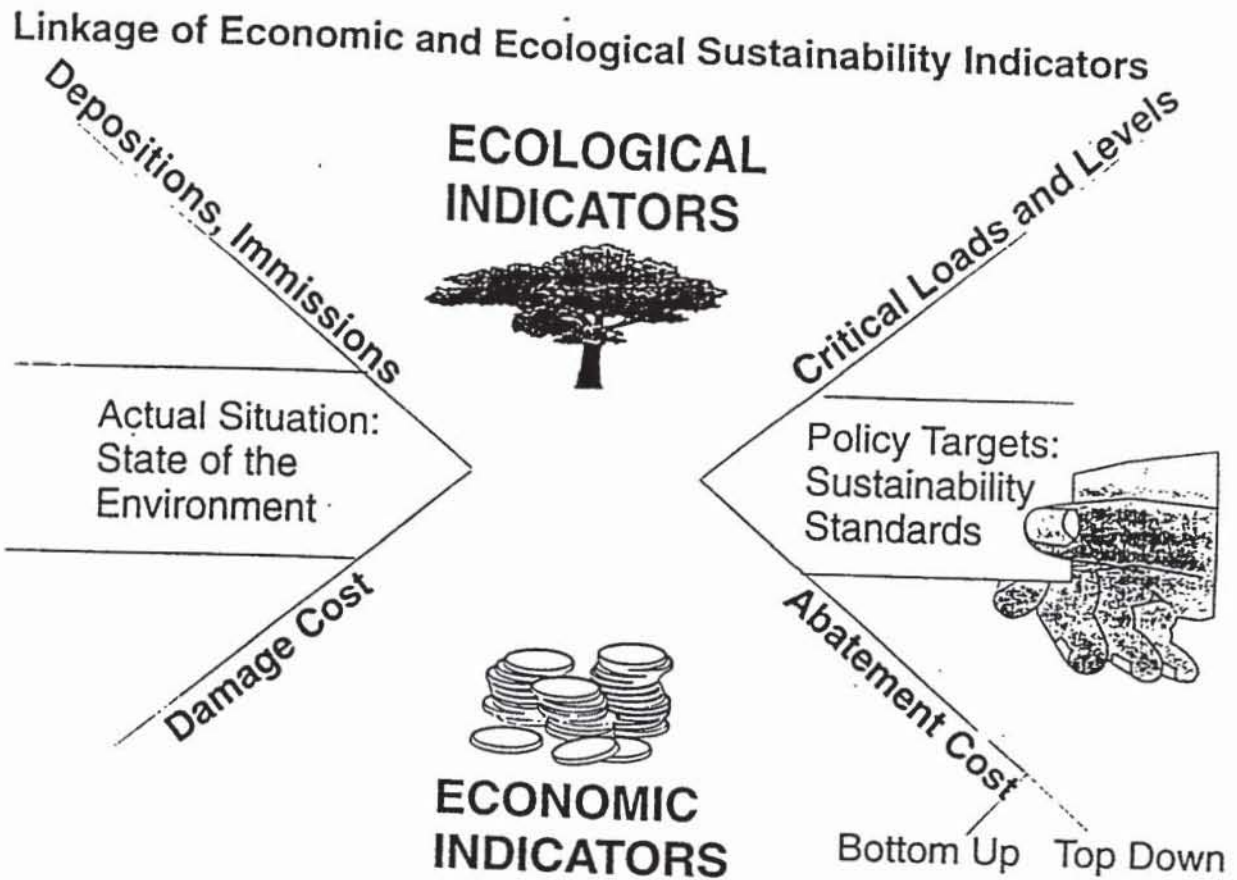 Linkage of Economic and Ecological Sustainability Indicators
Depositions, Immissions
ECOLOGICAL
INDICATORS
Critical Loads and Levels
Actual Situation:
State of the
Environment
Policy Targets:
Sustainability
Standards
Damage Cost
Abatement Cost
ECONOMIC
INDICATORS
Bottom Up
Top Down